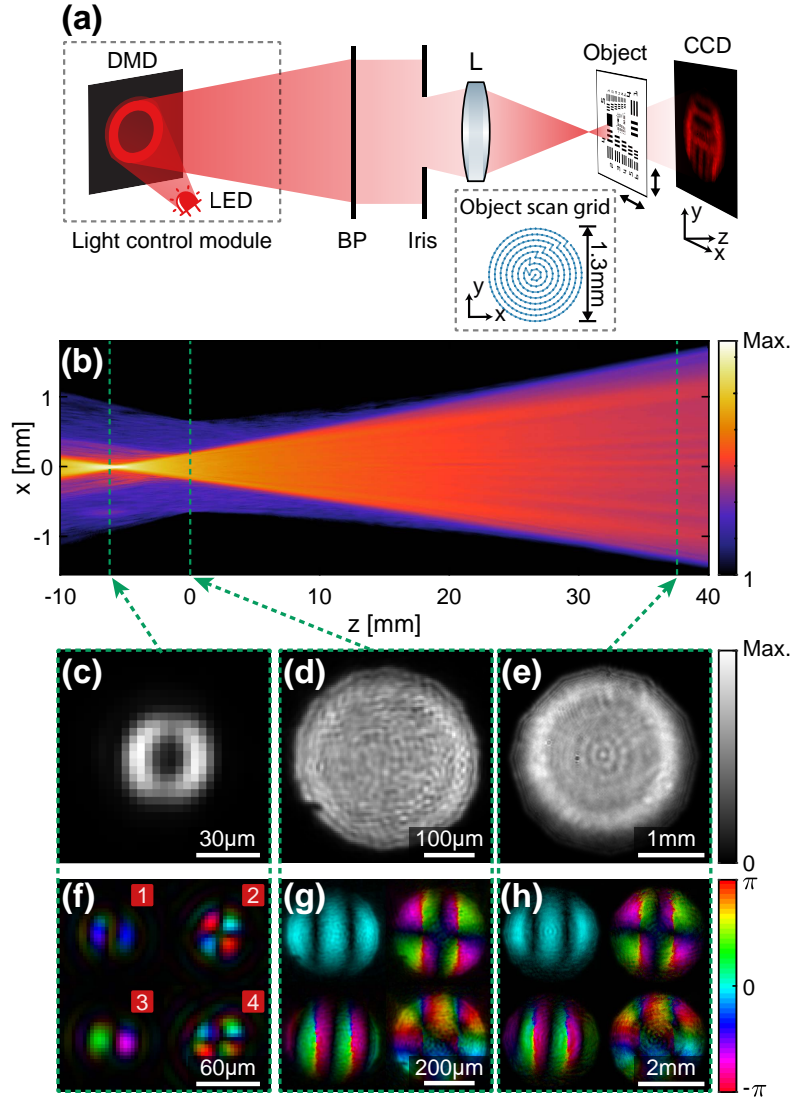 (a)
DMD
LED
Light control module
BP
Iris
L
Object
CCD
y
z
x
Object scan grid
1.3mm
y
x
(b)
x [mm]
1
0
-1
-10
0
10
20
30
40
z [mm]
Max.
1
(c)
30μm
(d)
100μm
(e)
1mm
Max.
0
(f)
1
2
3
4
60μm
(g)
200μm
(h)
2mm
π
0
-π